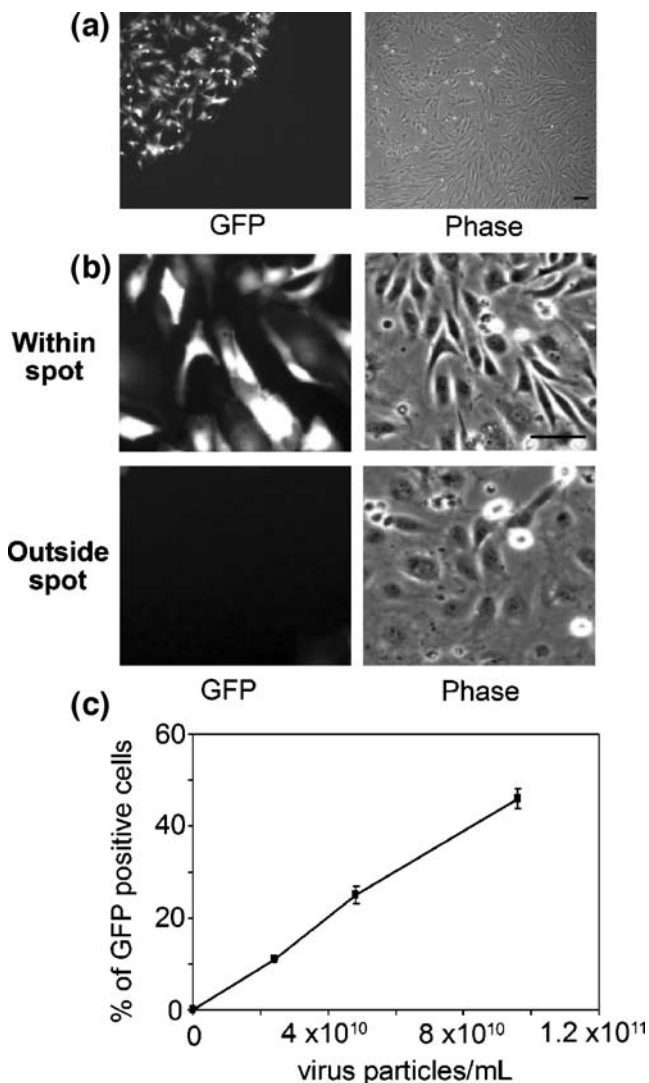 (a)
GFP Phase
(b)
Within spot
Outside spot
GFP Phase
(c)
% of GFP positive cells
60
40
20
0
0 4 x10¹⁰ 8 x10¹⁰ 1.2 x10¹¹
virus particles/mL